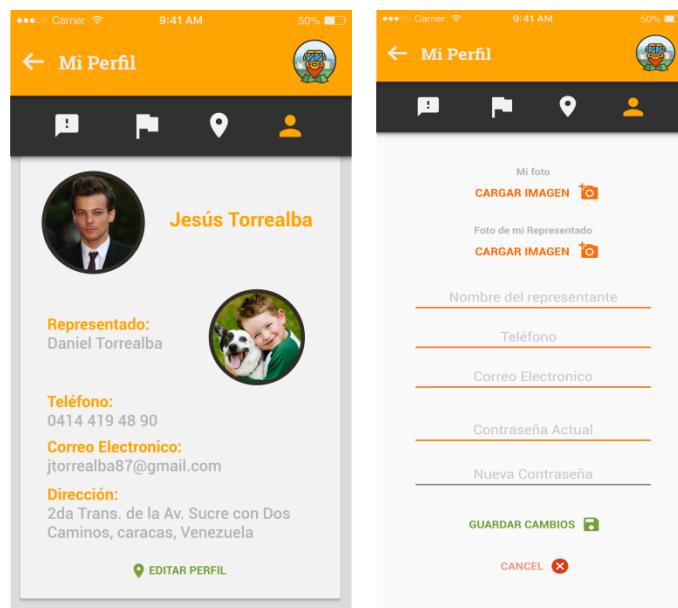 Carrier
9:41 AM
50%
Mi Perfil
Jesús Torrealba
Representado:
Daniel Torrealba
Teléfono:
0414 419 48 90
Correo Electronico:
jtorrealba87@gmail.com
Dirección:
2da Trans. de la Av. Sucre con Dos
Caminos, caracas, Venezuela
EDITAR PERFIL
Carrier
9:41 AM
50%
Mi Perfil
Mi foto
CARGAR IMAGEN
Foto de mi Representado
CARGAR IMAGEN
Nombre del representante
Teléfono
Correo Electronico
Contraseña Actual
Nueva Contraseña
GUARDAR CAMBIOS
CANCEL